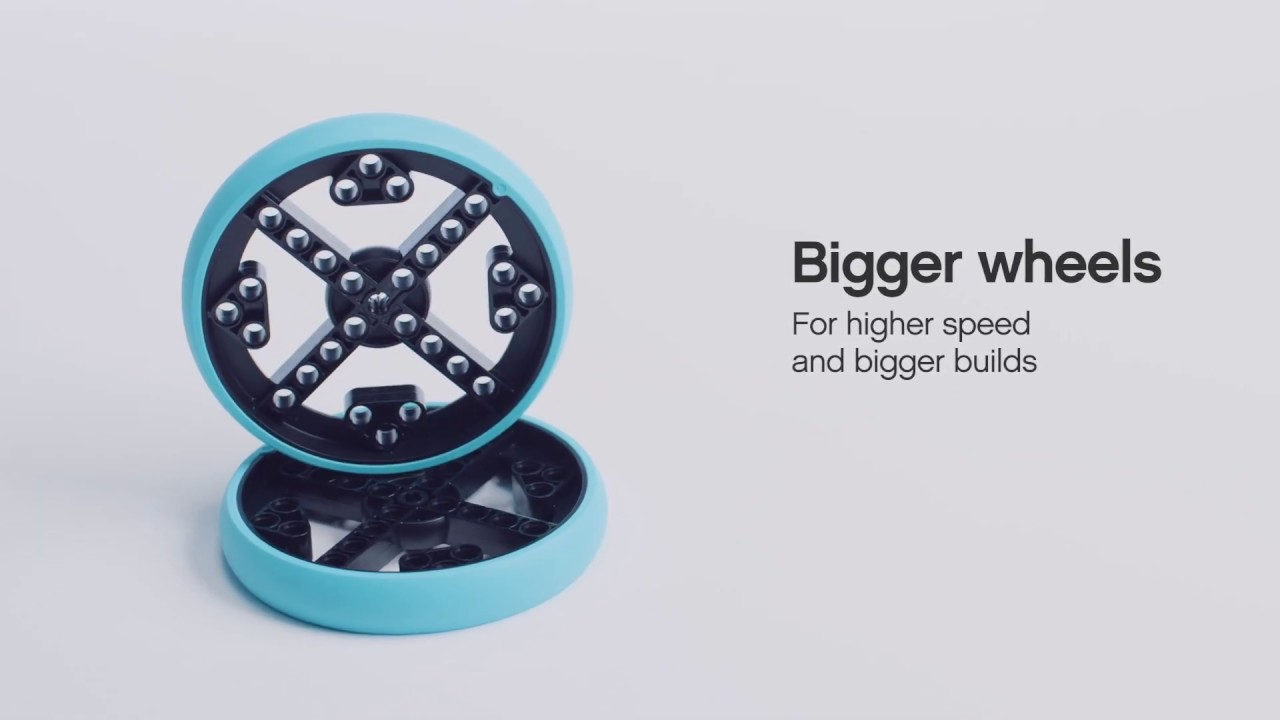 Bigger wheels
For higher speed
and bigger builds